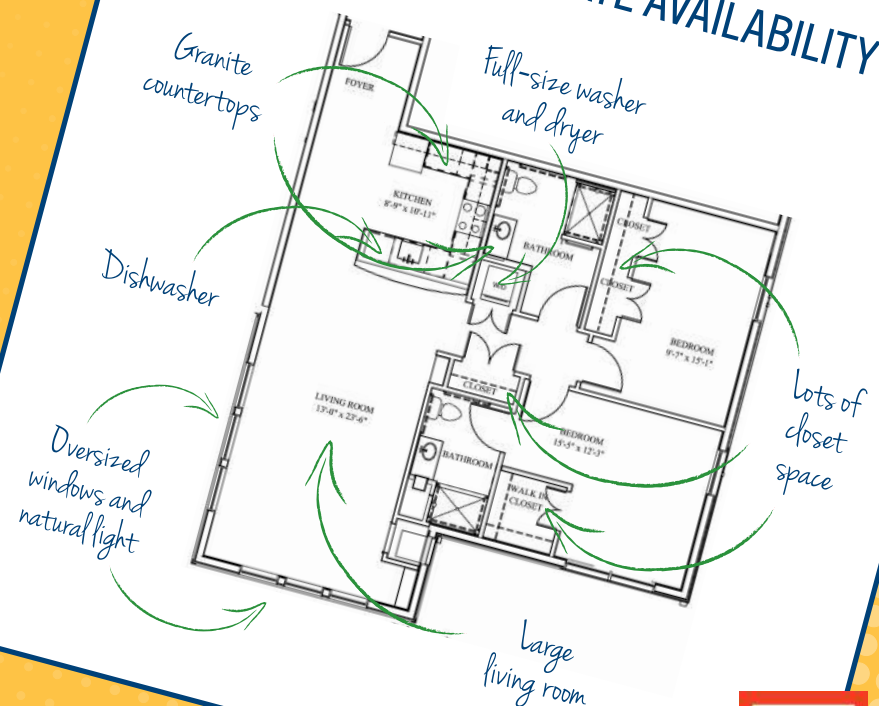 AVAILABILITY
Granite
countertops
Full-size washer
and dryer
FOYER
KITCHEN
8'-9" x 10'-11"
BATHROOM
CLOSET
CLOSET
W/D
Dishwasher
BEDROOM
9'-7" x 15'-1"
LIVING ROOM
13'-8" x 23'-6"
CLOSET
BEDROOM
15'-5" x 12'-3"
BATHROOM
WALK IN
CLOSET
Lots of
closet
space
Oversized
windows and
natural light
Large
living room